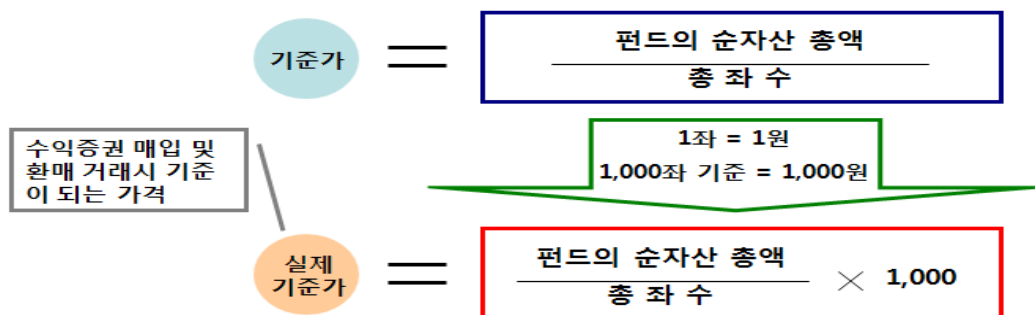 기준가
펀드의 순자산 총액
총 좌 수
1좌 = 1원
1,000좌 기준 = 1,000원
수익증권 매입 및
환매 거래시 기준
이 되는 가격
실제
기준가
펀드의 순자산 총액
총 좌 수
× 1,000